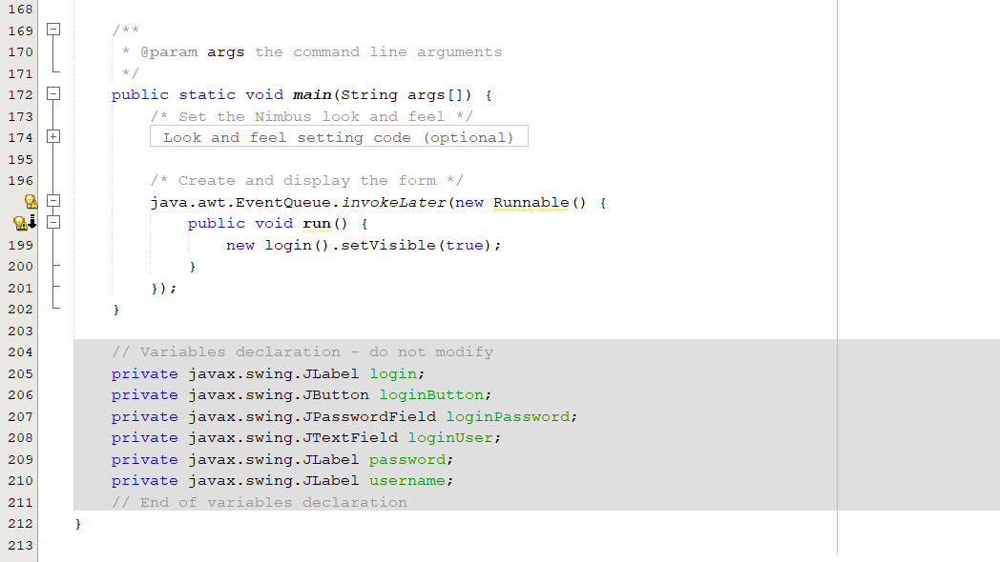 168
169 /**
170 * @param args the command line arguments
171 */
172 public static void main(String args[]) {
173 /* Set the Nimbus look and feel */
174 Look and feel setting code (optional)
195
196 /* Create and display the form */
java.awt.EventQueue.invokeLater(new Runnable() {
public void run() {
199 new login().setVisible(true);
200 }
201 });
202 }
203
204 // Variables declaration - do not modify
205 private javax.swing.JLabel login;
206 private javax.swing.JButton loginButton;
207 private javax.swing.JPasswordField loginPassword;
208 private javax.swing.JTextField loginUser;
209 private javax.swing.JLabel password;
210 private javax.swing.JLabel username;
211 // End of variables declaration
212 }
213